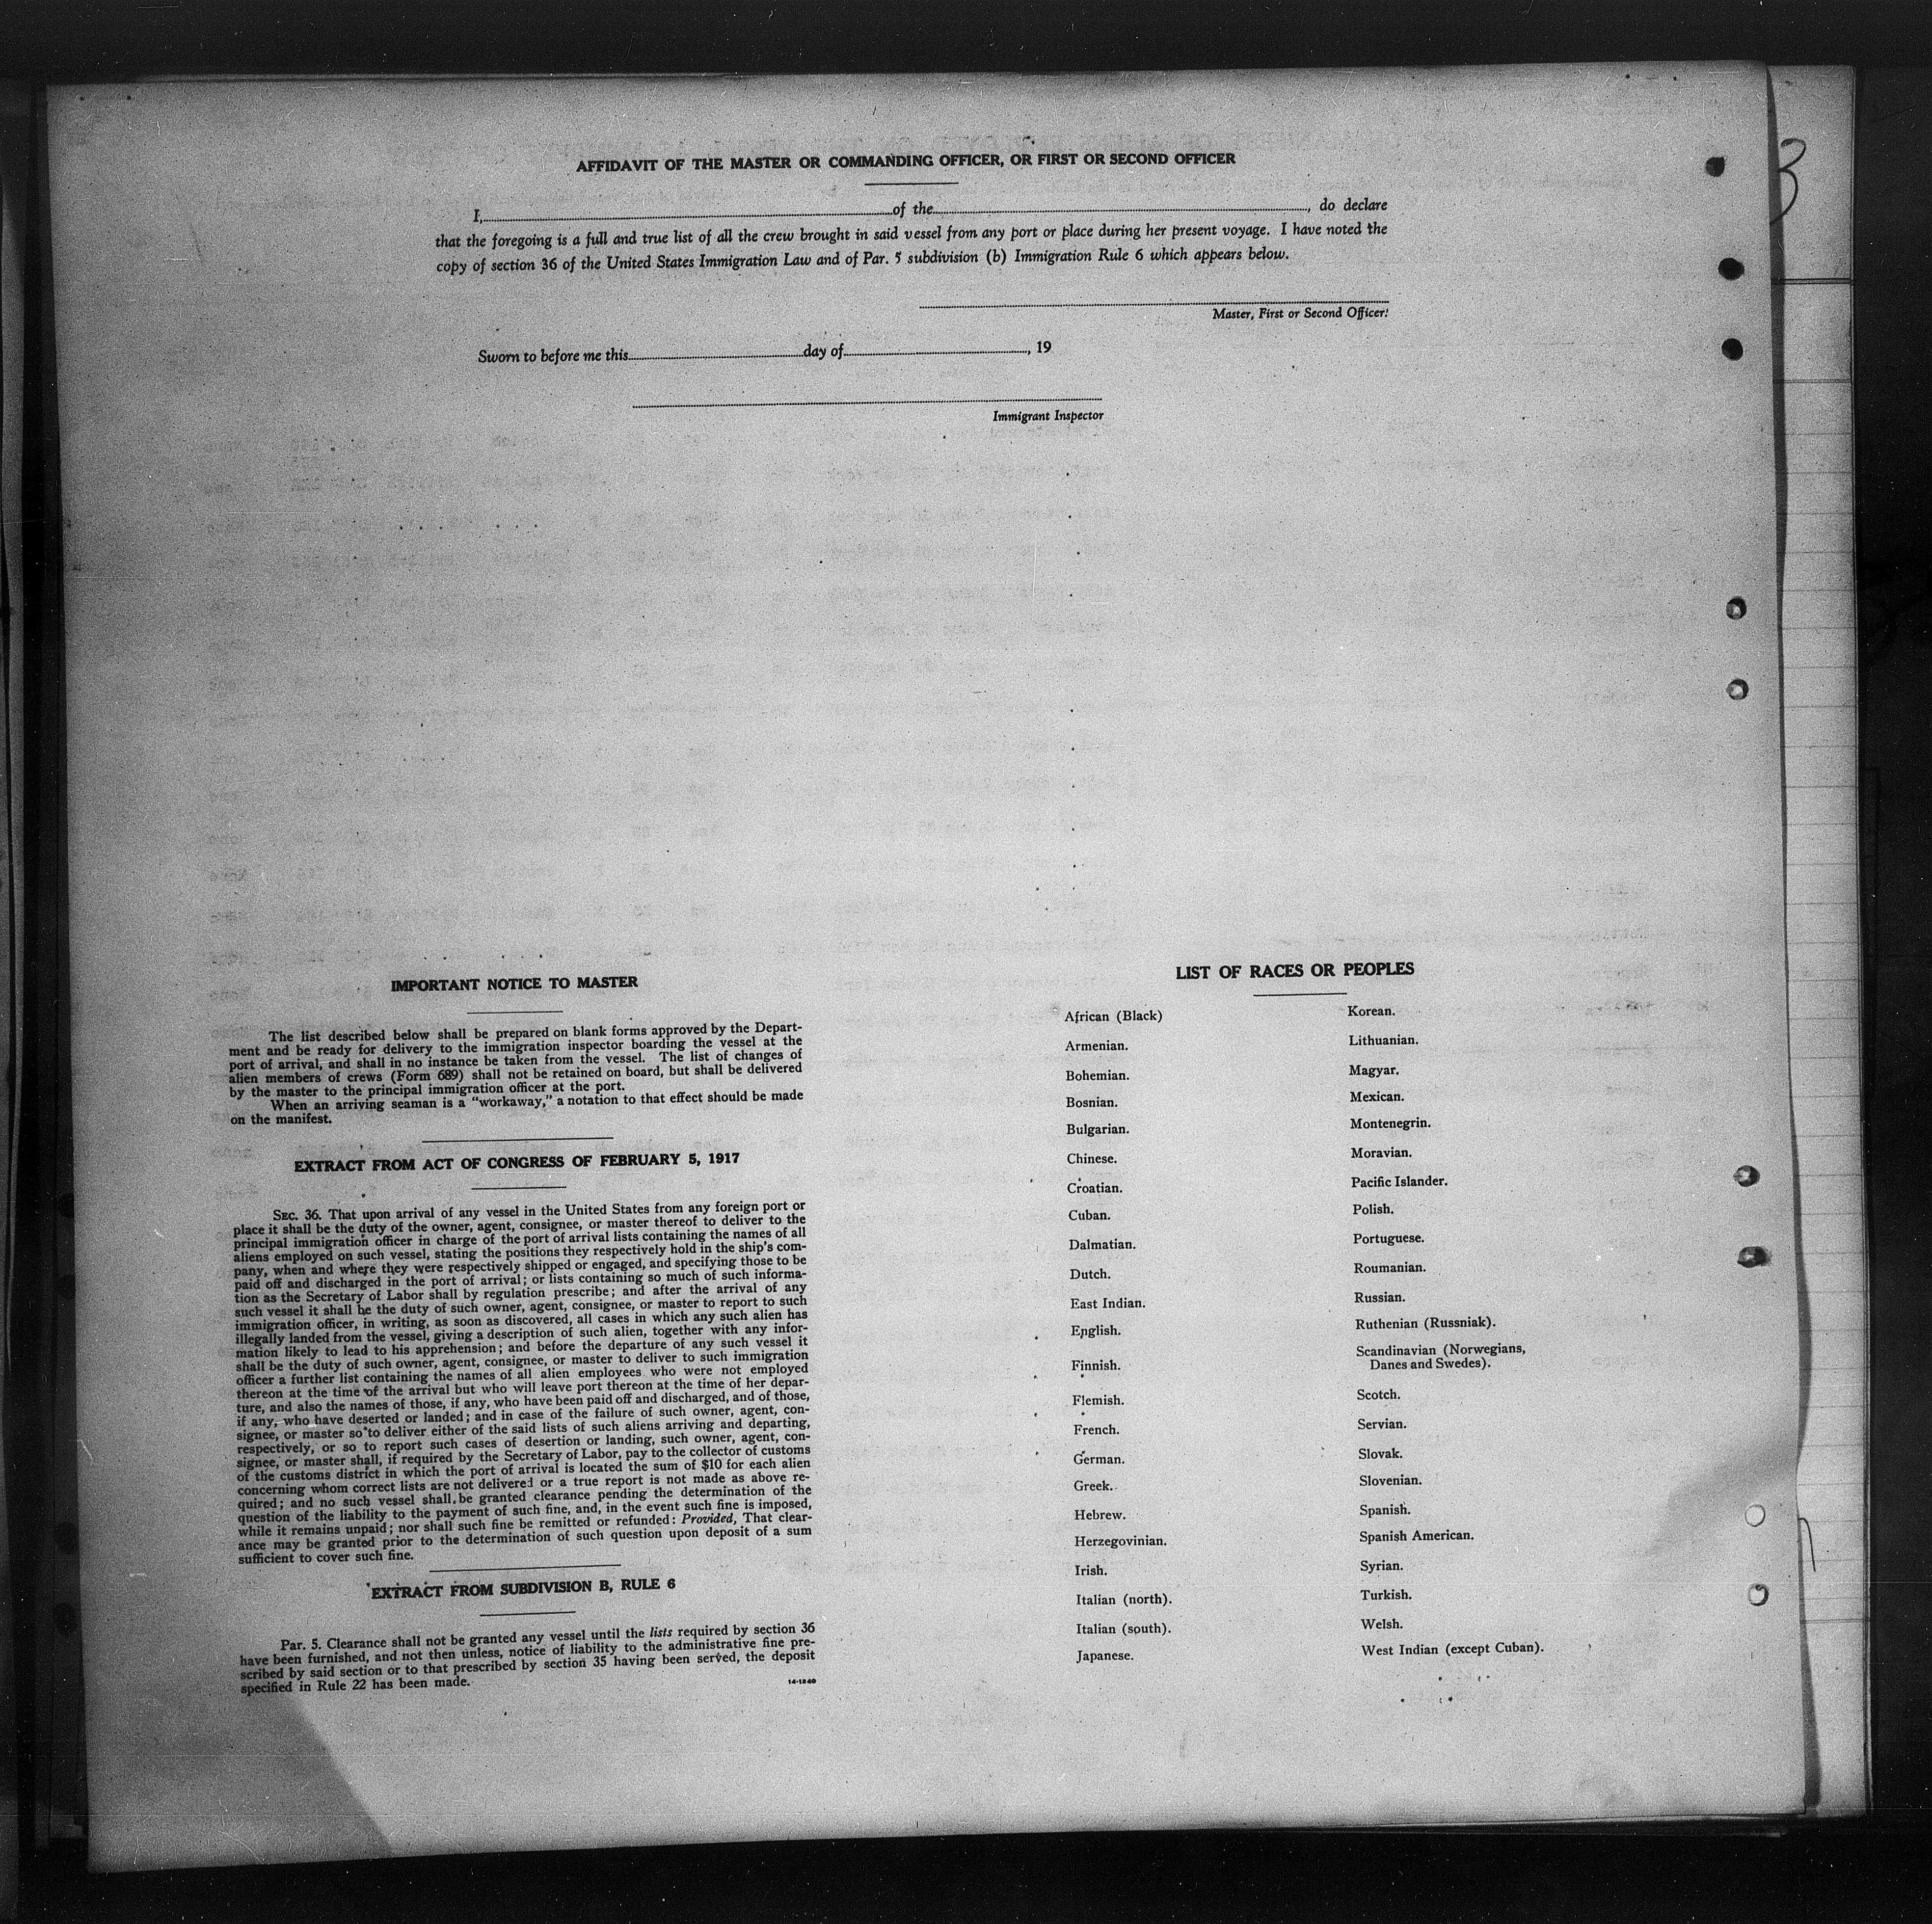 AFFIDAVIT OF THE MASTER OR COMMANDING OFFICER, OR FIRST OR SECOND OFFICER
I, of the , do declare
that the foregoing is a full and true list of all the crew brought in said vessel from any port or place during her present voyage. I have noted the
copy of section 36 of the United States Immigration Law and of Par. 5 subdivision (b) Immigration Rule 6 which appears below.
Master, First or Second Officer.
Sworn to before me this day of , 19
Immigrant Inspector
IMPORTANT NOTICE TO MASTER
The list described below shall be prepared on blank forms approved by the Depart-
ment and be ready for delivery to the immigration inspector boarding the vessel at the
port of arrival, and shall in no instance be taken from the vessel. The list of changes of
alien members of crews (Form 689) shall not be retained on board, but shall be delivered
by the master to the principal immigration officer at the port.
When an arriving seaman is a "workaway," a notation to that effect should be made
on the manifest.
EXTRACT FROM ACT OF CONGRESS OF FEBRUARY 5, 1917
SEC. 36. That upon arrival of any vessel in the United States from any foreign port or
place it shall be the duty of the owner, agent, consignee, or master thereof to deliver to the
principal immigration officer in charge of the port of arrival lists containing the names of all
aliens employed on such vessel, stating the positions they respectively hold in the ship's com-
pany, when and where they were respectively shipped or engaged, and specifying those to be
paid off and discharged in the port of arrival; or lists containing so much of such informa-
tion as the Secretary of Labor shall by regulation prescribe; and after the arrival of any
such vessel it shall be the duty of such owner, agent, consignee, or master to report to such
immigration officer, in writing, as soon as discovered, all cases in which any such alien has
illegally landed from the vessel, giving a description of such alien, together with any infor-
mation likely to lead to his apprehension; and before the departure of any such vessel it
shall be the duty of such owner, agent, consignee, or master to deliver to such immigration
officer a further list containing the names of all alien employees who were not employed
thereon at the time of the arrival but who will leave port thereon at the time of her depar-
ture, and also the names of those, if any, who have been paid off and discharged, and of those,
if any, who have deserted or landed; and in case of the failure of such owner, agent, con-
signee, or master so to deliver either of the said lists of such aliens arriving and departing,
respectively, or so to report such cases of desertion or landing, such owner, agent, con-
signee, or master shall, if required by the Secretary of Labor, pay to the collector of customs
of the customs district in which the port of arrival is located the sum of $10 for each alien
concerning whom correct lists are not delivered or a true report is not made as above re-
quired; and no such vessel shall be granted clearance pending the determination of the
question of the liability to the payment of such fine, and, in the event such fine is imposed,
while it remains unpaid; nor shall such fine be remitted or refunded: Provided, That clear-
ance may be granted prior to the determination of such question upon deposit of a sum
sufficient to cover such fine.
EXTRACT FROM SUBDIVISION B, RULE 6
Par. 5. Clearance shall not be granted any vessel until the lists required by section 36
have been furnished, and not then unless, notice of liability to the administrative fine pre-
scribed by said section or to that prescribed by section 35 having been served, the deposit
specified in Rule 22 has been made.
14-1240
LIST OF RACES OR PEOPLES
African (Black)
Armenian.
Bohemian.
Bosnian.
Bulgarian.
Chinese.
Croatian.
Cuban.
Dalmatian.
Dutch.
East Indian.
English.
Finnish.
Flemish.
French.
German.
Greek.
Hebrew.
Herzegovinian.
Irish.
Italian (north).
Italian (south).
Japanese.
Korean.
Lithuanian.
Magyar.
Mexican.
Montenegrin.
Moravian.
Pacific Islander.
Polish.
Portuguese.
Roumanian.
Russian.
Ruthenian (Russniak).
Scandinavian (Norwegians,
Danes and Swedes).
Scotch.
Servian.
Slovak.
Slovenian.
Spanish.
Spanish American.
Syrian.
Turkish.
Welsh.
West Indian (except Cuban).
3